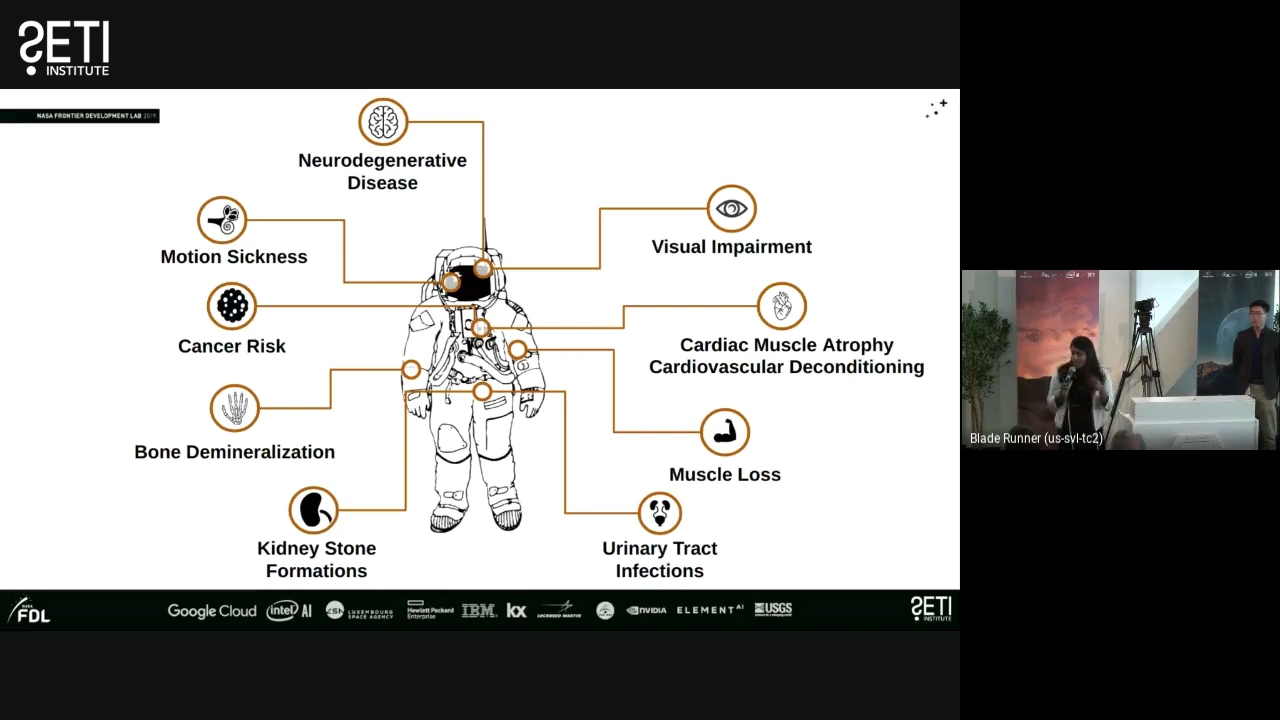 SETI
INSTITUTE
NASA FRONTIER DEVELOPMENT LAB 2019
Neurodegenerative
Disease
Motion Sickness
Visual Impairment
Cancer Risk
Cardiac Muscle Atrophy
Cardiovascular Deconditioning
Bone Demineralization
Muscle Loss
Kidney Stone
Formations
Urinary Tract
Infections
Blade Runner (us-svl-tc2)
FDL
Google Cloud
intel AI
LUXEMBOURG
SPACE AGENCY
Hewlett Packard
Enterprise
IBM
kx
LOCKHEED MARTIN
NVIDIA
ELEMENT AI
USGS
SETI
INSTITUTE